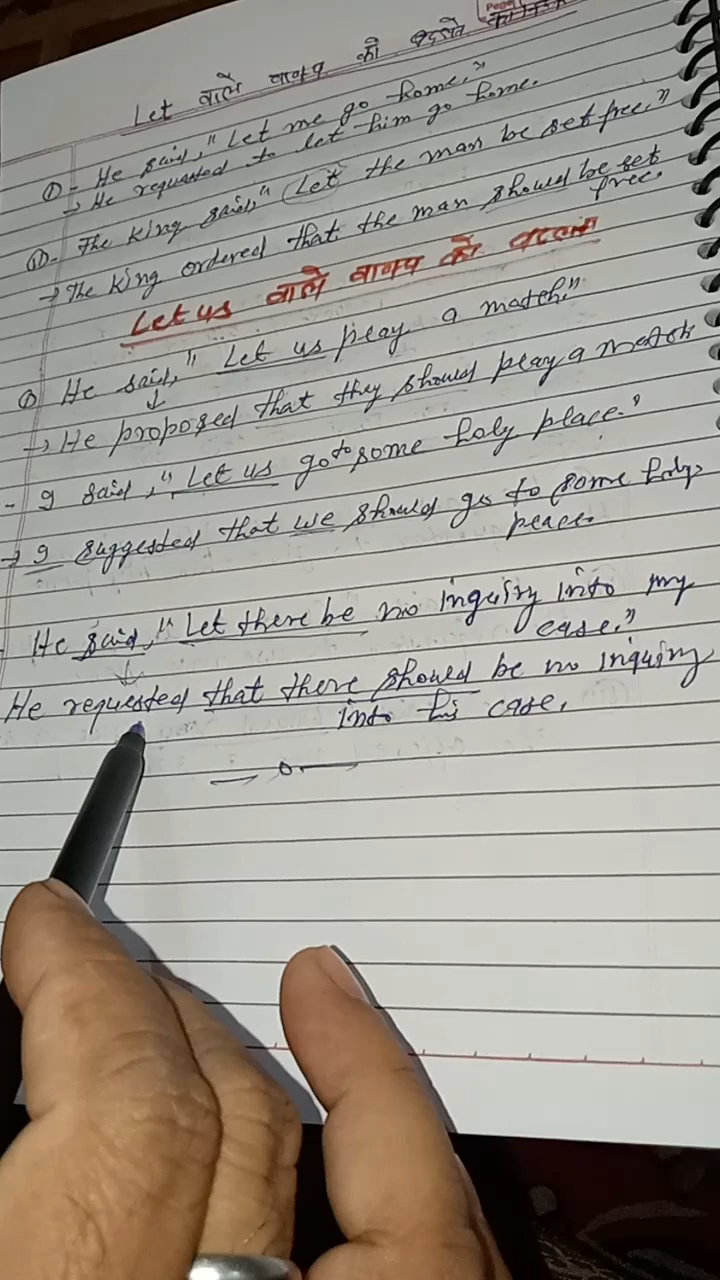 Let वाले वाक्य को बदलने का
① - He said, "Let me go home."
→ He requested to let him go home.
② - The King said, "Let the man be set free."
→ The King ordered that the man should be set
free.
Let us वाले वाक्य को बदलना
① He said, "Let us play a match."
→ He proposed that they should play a match
- I said, "Let us go to some holy place."
→ I suggested that we should go to some holy
place.
- He said, "Let there be no inquiry into my
case."
He requested that there should be no inquiry
into his case.